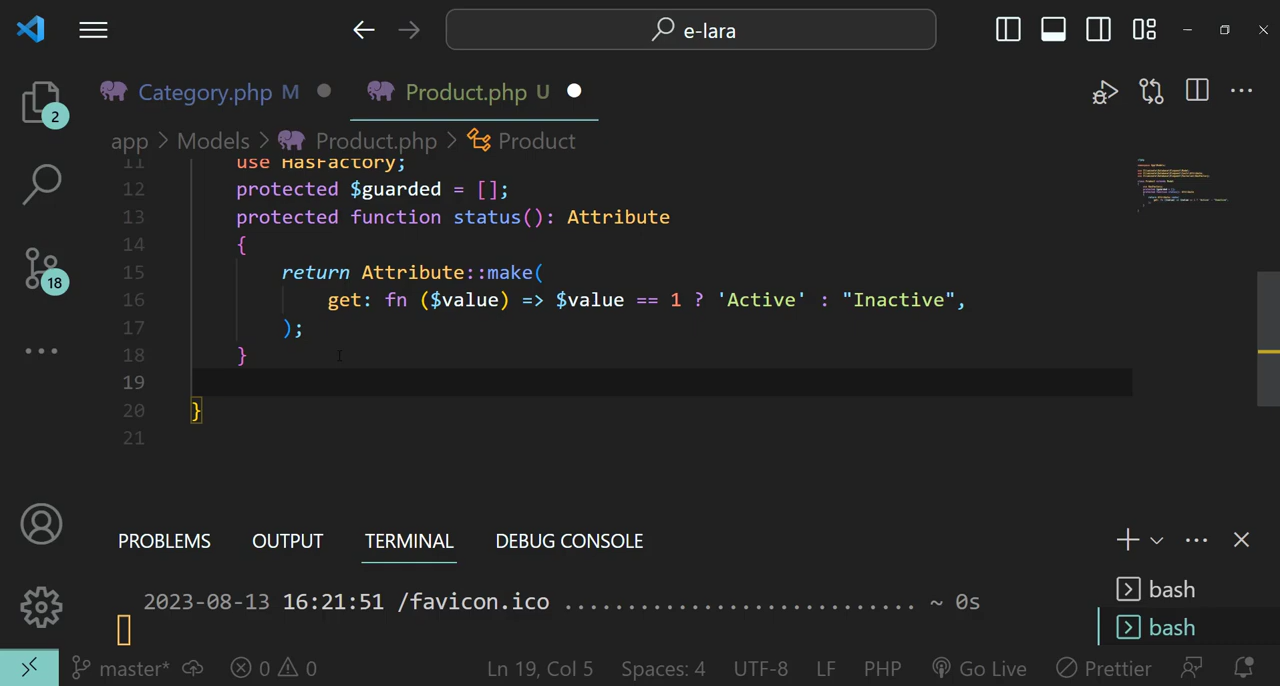 e-lara
Category.php M
Product.php U
2
app > Models > Product.php > Product
11 use HasFactory;
12 protected $guarded = [];
13 protected function status(): Attribute
14 {
15 return Attribute::make(
16 get: fn ($value) => $value == 1 ? 'Active' : "Inactive",
17 );
18 }
19
20 }
21
18
PROBLEMS OUTPUT TERMINAL DEBUG CONSOLE
2023-08-13 16:21:51 /favicon.ico ........................... ~ 0s
bash
bash
master* 0 0 Ln 19, Col 5 Spaces: 4 UTF-8 LF PHP Go Live Prettier